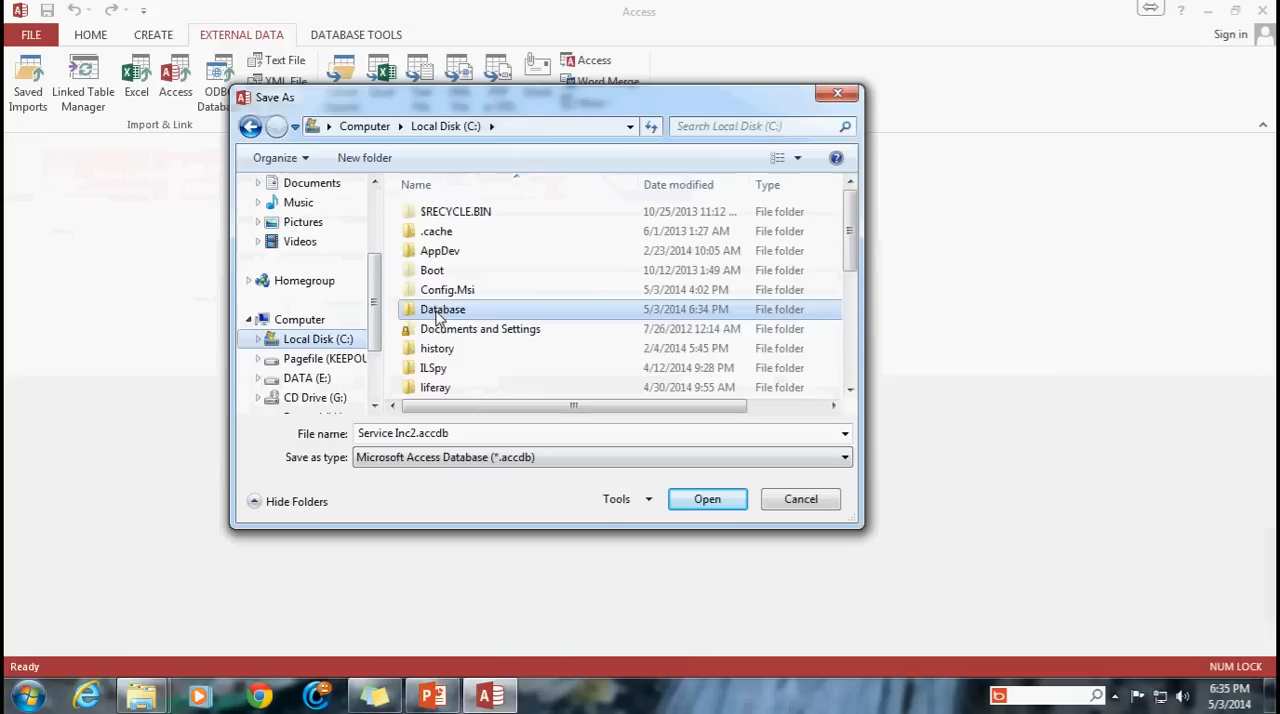 Access
Sign in
FILE HOME CREATE EXTERNAL DATA DATABASE TOOLS
Saved Imports
Linked Table Manager
Excel
Access
ODBC
Text File
XML File
Access
Word Merge
Import & Link
Save As
Computer Local Disk (C:)
Search Local Disk (C:)
Organize New folder
Documents
Music
Pictures
Videos
Homegroup
Computer
Local Disk (C:)
Pagefile (KEEPOU
DATA (E:)
CD Drive (G:)
Name Date modified Type
$RECYCLE.BIN 10/25/2013 11:12 ... File folder
.cache 6/1/2013 1:27 AM File folder
AppDev 2/23/2014 10:05 AM File folder
Boot 10/12/2013 1:49 AM File folder
Config.Msi 5/3/2014 4:02 PM File folder
Database 5/3/2014 6:34 PM File folder
Documents and Settings 7/26/2012 12:14 AM File folder
history 2/4/2014 5:45 PM File folder
ILSpy 4/12/2014 9:28 PM File folder
liferay 4/30/2014 9:55 AM File folder
File name: Service Inc2.accdb
Save as type: Microsoft Access Database (*.accdb)
Hide Folders Tools Open Cancel
Ready NUM LOCK
6:35 PM
5/3/2014